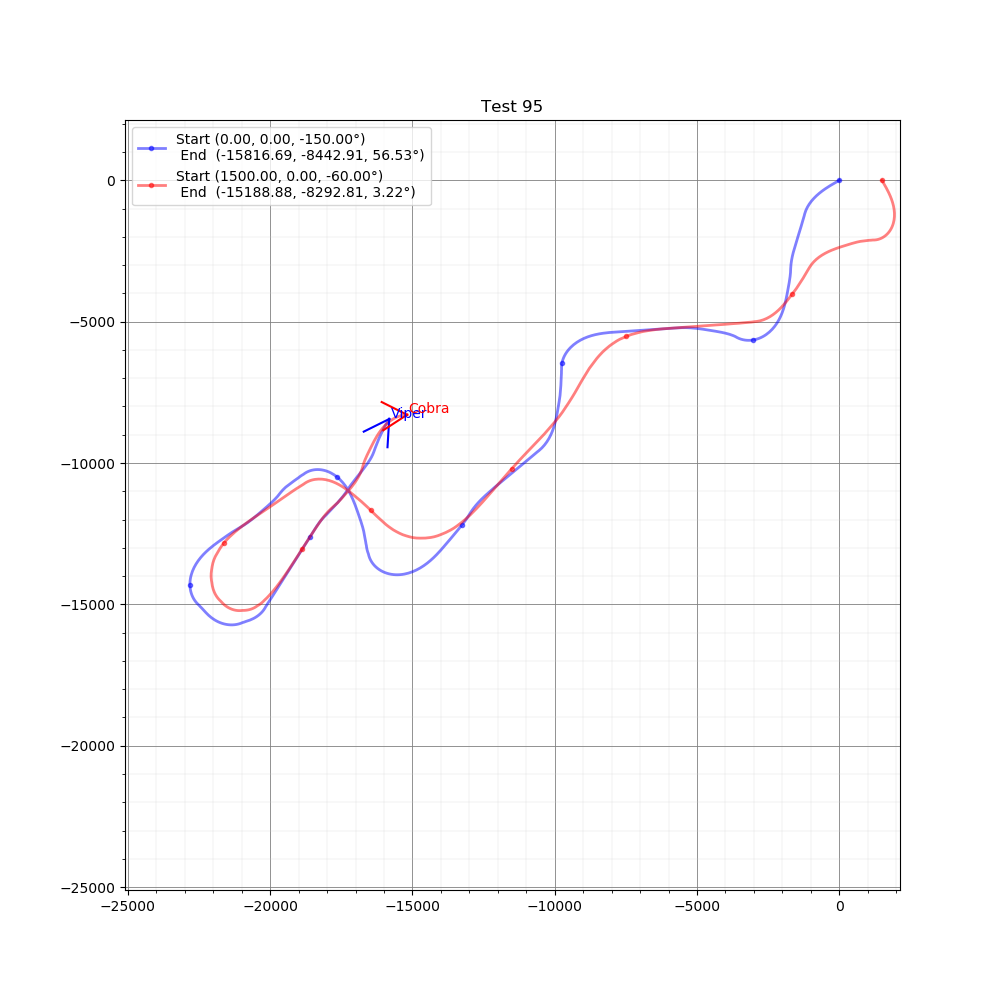 Test 95
Start (0.00, 0.00, -150.00°)
End (-15816.69, -8442.91, 56.53°)
Start (1500.00, 0.00, -60.00°)
End (-15188.88, -8292.81, 3.22°)
0
−5000
−10000
−15000
−20000
−25000
Cobra
Viper
−25000 −20000 −15000 −10000 −5000 0